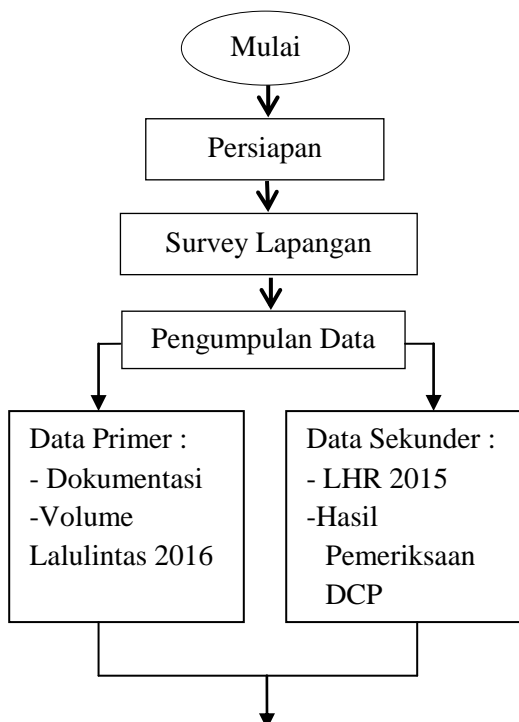 Mulai
Persiapan
Survey Lapangan
Pengumpulan Data
Data Primer :
- Dokumentasi
-Volume
Lalulintas 2016
Data Sekunder :
- LHR 2015
-Hasil
Pemeriksaan
DCP